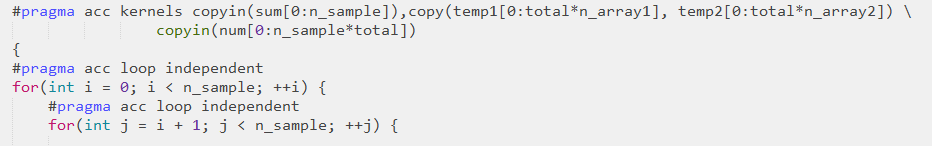 #pragma acc kernels copyin(sum[0:n_sample]),copy(temp1[0:total*n_array1], temp2[0:total*n_array2]) \
copyin(num[0:n_sample*total])
{
#pragma acc loop independent
for(int i = 0; i < n_sample; ++i) {
#pragma acc loop independent
for(int j = i + 1; j < n_sample; ++j) {